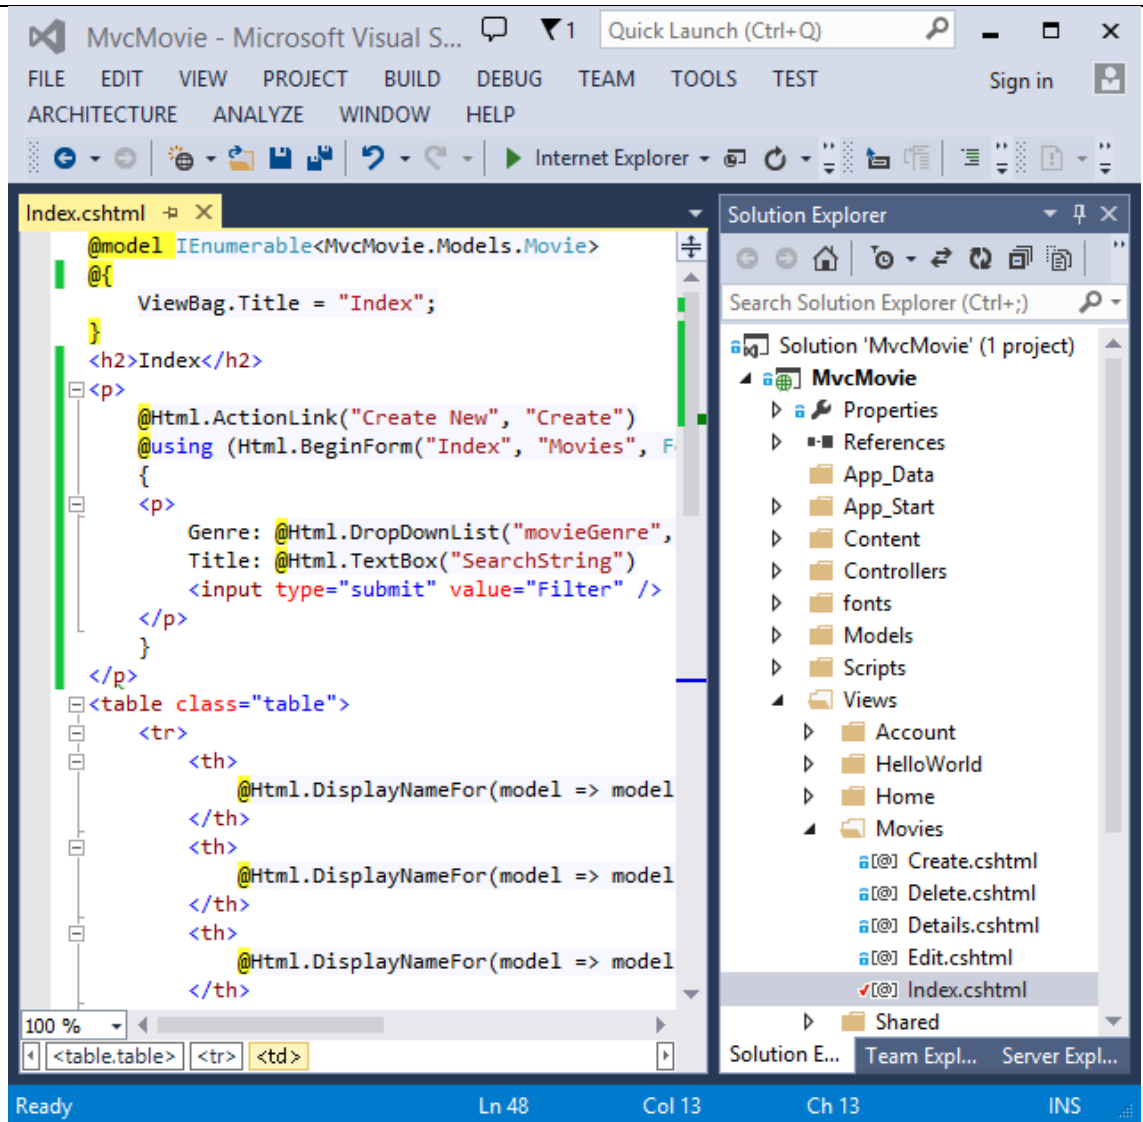 MvcMovie - Microsoft Visual S...
1
Quick Launch (Ctrl+Q)
FILE EDIT VIEW PROJECT BUILD DEBUG TEAM TOOLS TEST
Sign in
ARCHITECTURE ANALYZE WINDOW HELP
Internet Explorer
Index.cshtml
@model IEnumerable<MvcMovie.Models.Movie>
@{
ViewBag.Title = "Index";
}
<h2>Index</h2>
<p>
@Html.ActionLink("Create New", "Create")
@using (Html.BeginForm("Index", "Movies", F
{
<p>
Genre: @Html.DropDownList("movieGenre",
Title: @Html.TextBox("SearchString")
<input type="submit" value="Filter" />
</p>
}
</p>
<table class="table">
<tr>
<th>
@Html.DisplayNameFor(model => model
</th>
<th>
@Html.DisplayNameFor(model => model
</th>
<th>
@Html.DisplayNameFor(model => model
</th>
100 %
<table.table> <tr> <td>
Solution Explorer
Search Solution Explorer (Ctrl+;)
Solution 'MvcMovie' (1 project)
MvcMovie
Properties
References
App_Data
App_Start
Content
Controllers
fonts
Models
Scripts
Views
Account
HelloWorld
Home
Movies
[@] Create.cshtml
[@] Delete.cshtml
[@] Details.cshtml
[@] Edit.cshtml
[@] Index.cshtml
Shared
Solution E... Team Expl... Server Expl...
Ready Ln 48 Col 13 Ch 13 INS